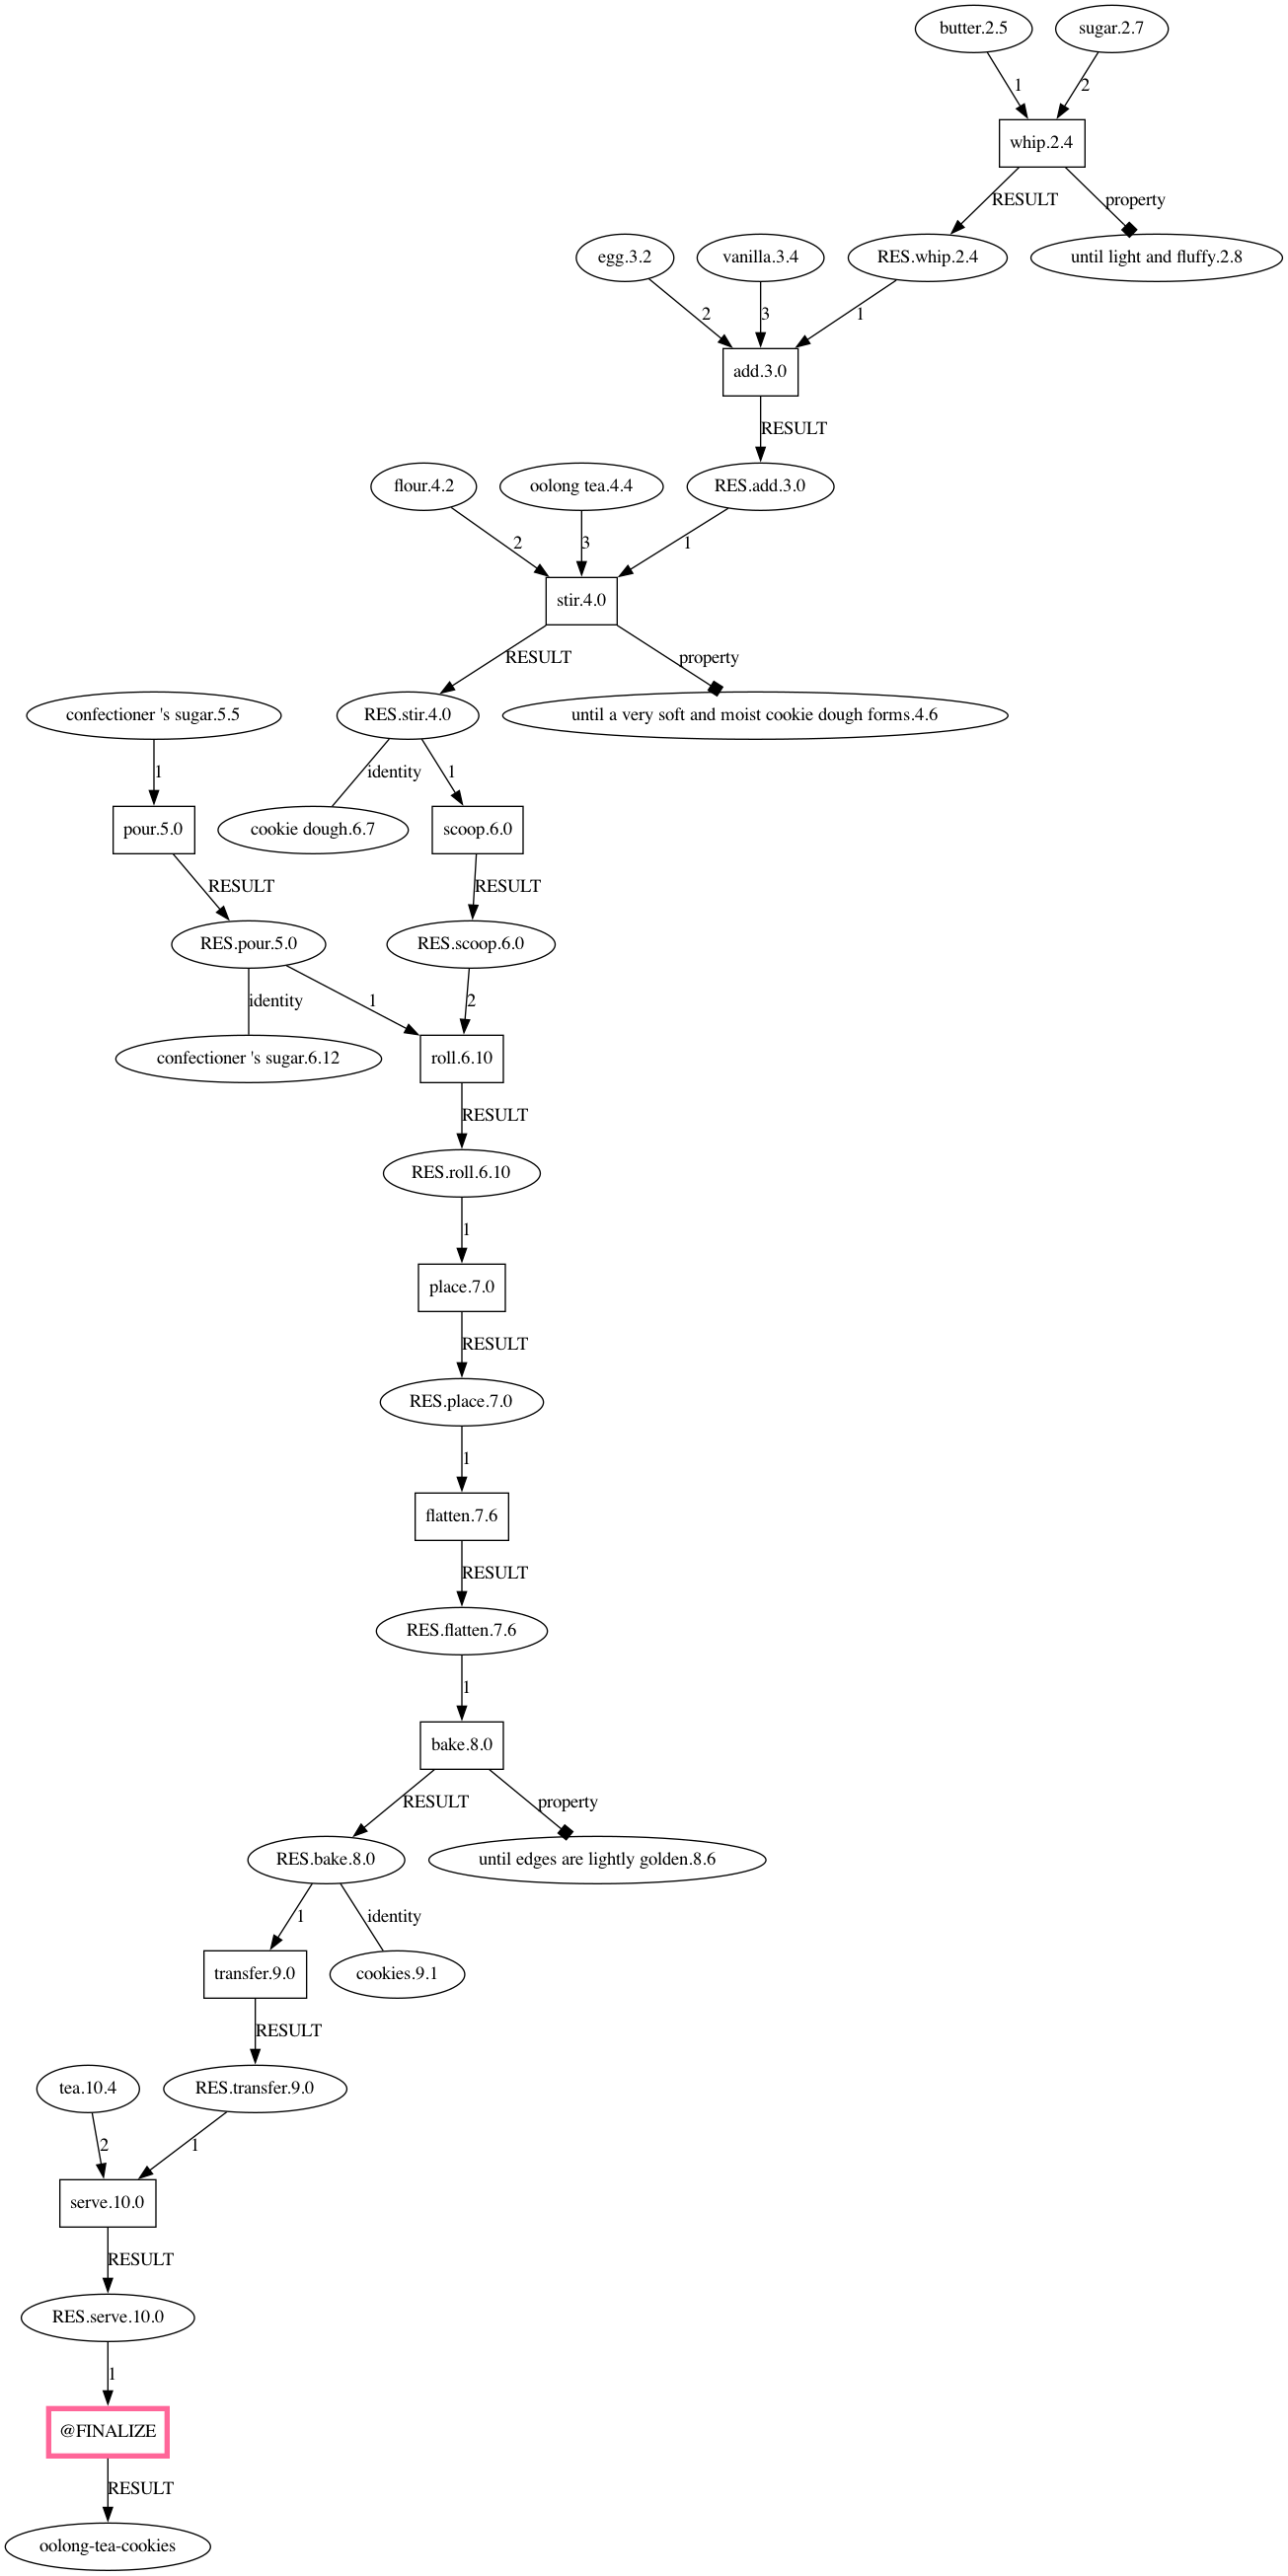 butter.2.5
sugar.2.7
1
2
whip.2.4
RESULT
property
egg.3.2
vanilla.3.4
RES.whip.2.4
until light and fluffy.2.8
2
3
1
add.3.0
RESULT
flour.4.2
oolong tea.4.4
RES.add.3.0
2
3
1
stir.4.0
RESULT
property
confectioner 's sugar.5.5
RES.stir.4.0
until a very soft and moist cookie dough forms.4.6
1
identity
1
pour.5.0
cookie dough.6.7
scoop.6.0
RESULT
RESULT
RES.pour.5.0
RES.scoop.6.0
identity
1
2
confectioner 's sugar.6.12
roll.6.10
RESULT
RES.roll.6.10
1
place.7.0
RESULT
RES.place.7.0
1
flatten.7.6
RESULT
RES.flatten.7.6
1
bake.8.0
RESULT
property
RES.bake.8.0
until edges are lightly golden.8.6
1
identity
transfer.9.0
cookies.9.1
RESULT
tea.10.4
RES.transfer.9.0
2
1
serve.10.0
RESULT
RES.serve.10.0
1
@FINALIZE
RESULT
oolong-tea-cookies